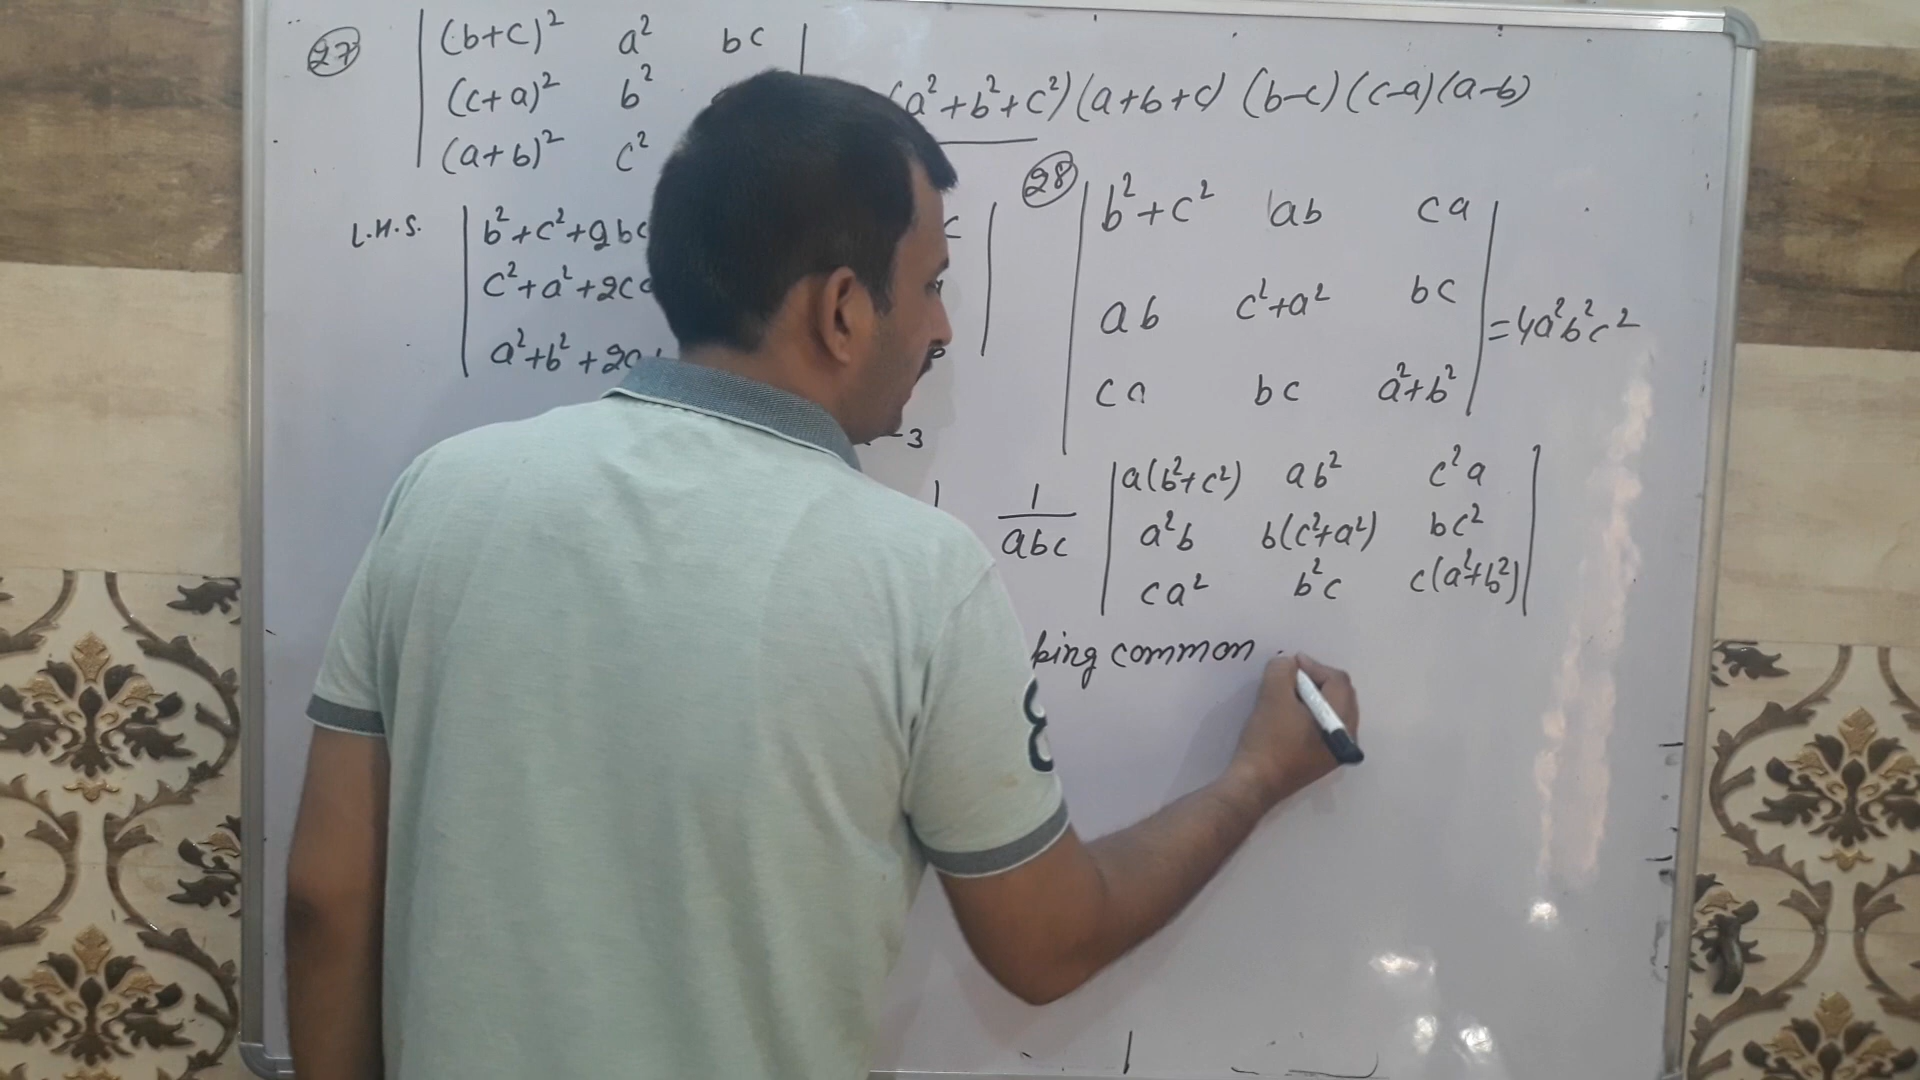 27 (b+c)² a² bc
(c+a)² b²
(a+b)² c²
(a²+b²+c²)(a+b+c) (b-c)(c-a)(a-b)
L.H.S. b²+c²+2bc
c²+a²+2c
a²+b²+2a
-3
28 b²+c² ab ca
ab c²+a² bc
ca bc a²+b²
=4a²b²c²
1/abc a(b²+c²) ab² c²a
a²b b(c²+a²) bc²
ca² b²c c(a²+b²)
king common
8